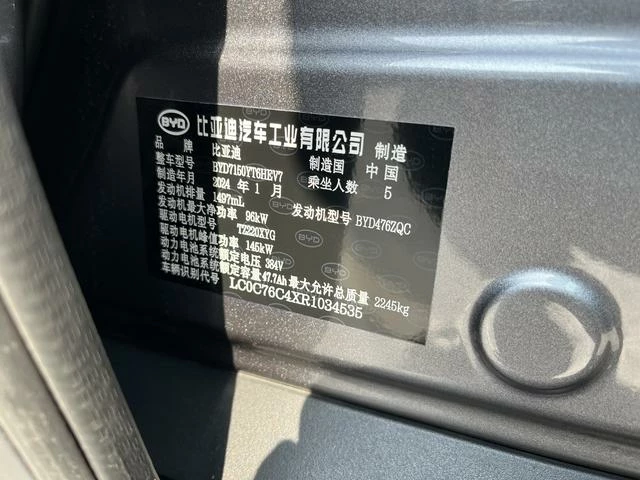 BYD 比亚迪汽车工业有限公司 制造
品牌 比亚迪 制造国 中国
整车型号 BYD7150YT6HEV7 乘坐人数 5
制造年月 2024年1月
发动机排量 1497mL 发动机型号 BYD476ZQC
发动机最大净功率 96kW
驱动电机型号 TZ220XYG
驱动电机峰值功率 145kW
动力电池系统额定电压 384V
动力电池系统额定容量 47.7Ah 最大允许总质量 2245kg
车辆识别代号 LC0C76C4XR1034535